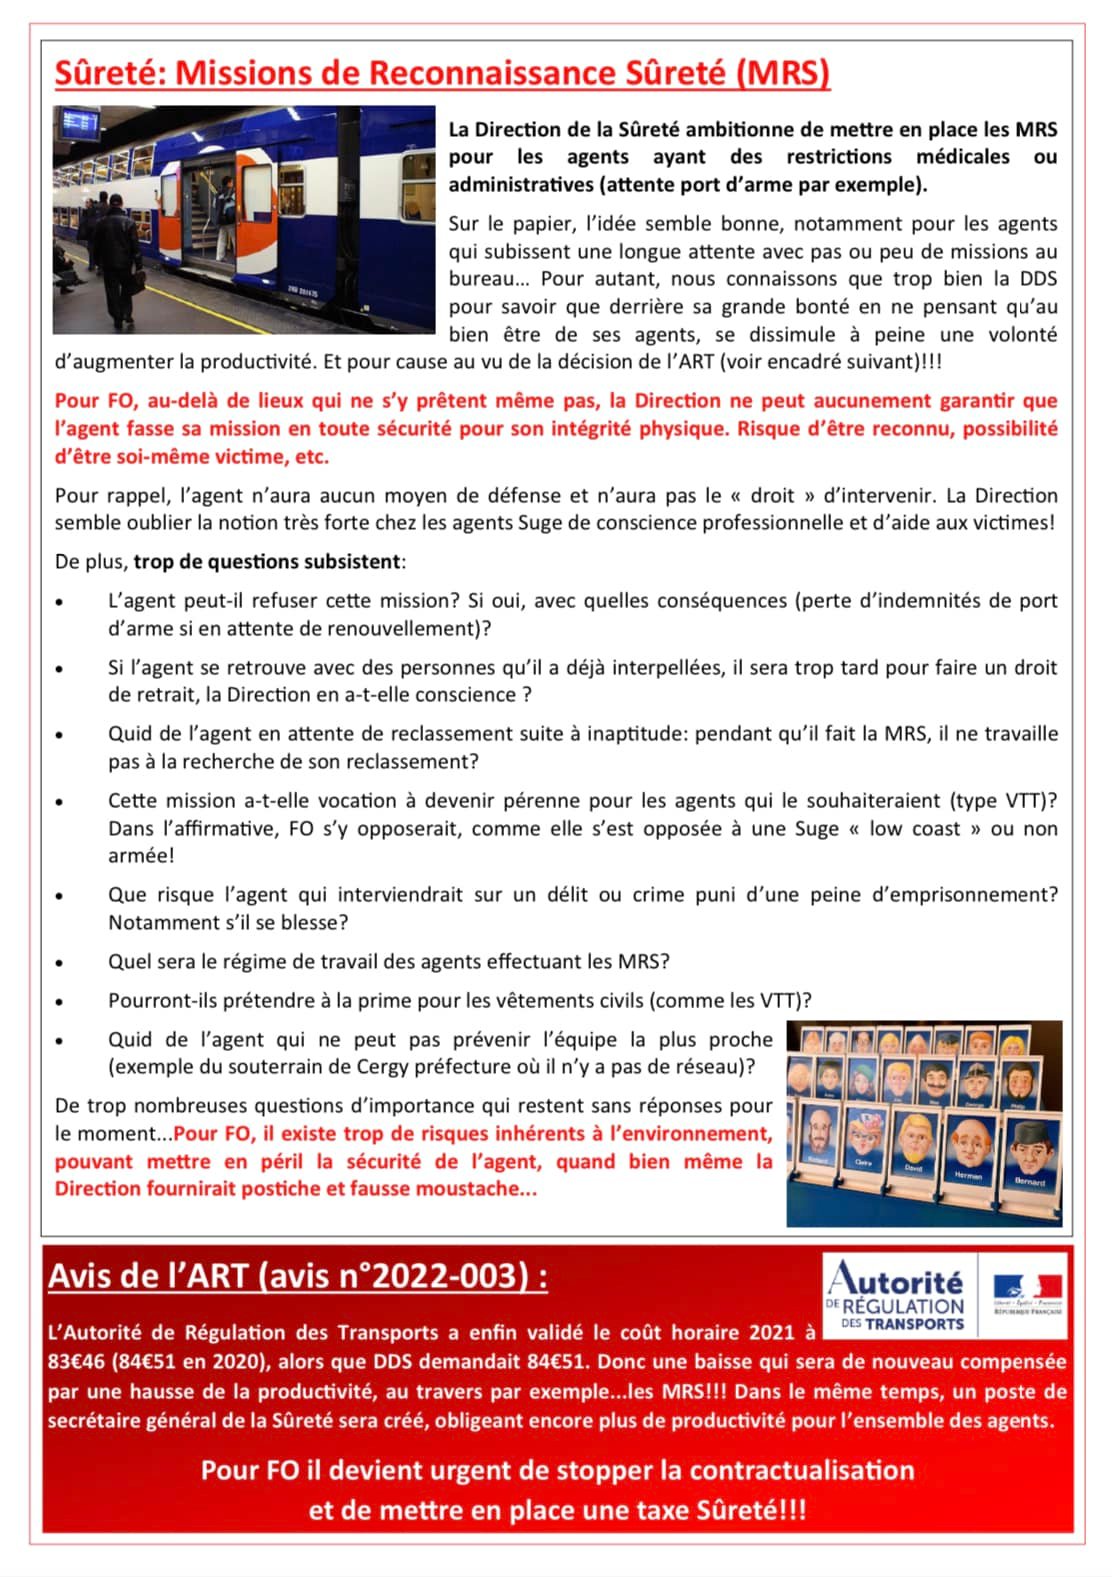 Sûreté: Missions de Reconnaissance Sûreté (MRS)
La Direction de la Sûreté ambitionne de mettre en place les MRS
pour les agents ayant des restrictions médicales ou
administratives (attente port d’arme par exemple).
Sur le papier, l’idée semble bonne, notamment pour les agents
qui subissent une longue attente avec pas ou peu de missions au
bureau... Pour autant, nous connaissons que trop bien la DDS
pour savoir que derrière sa grande bonté en ne pensant qu’au
bien être de ses agents, se dissimule à peine une volonté
d’augmenter la productivité. Et pour cause au vu de la décision de l’ART (voir encadré suivant)!!!
Pour FO, au-delà de lieux qui ne s’y prêtent même pas, la Direction ne peut aucunement garantir que
l’agent fasse sa mission en toute sécurité pour son intégrité physique. Risque d’être reconnu, possibilité
d’être soi-même victime, etc.
Pour rappel, l’agent n’aura aucun moyen de défense et n’aura pas le « droit » d’intervenir. La Direction
semble oublier la notion très forte chez les agents Suge de conscience professionnelle et d’aide aux victimes!
De plus, trop de questions subsistent:
• L’agent peut-il refuser cette mission? Si oui, avec quelles conséquences (perte d’indemnités de port
d’arme si en attente de renouvellement)?
• Si l’agent se retrouve avec des personnes qu’il a déjà interpellées, il sera trop tard pour faire un droit
de retrait, la Direction en a-t-elle conscience ?
• Quid de l’agent en attente de reclassement suite à inaptitude: pendant qu’il fait la MRS, il ne travaille
pas à la recherche de son reclassement?
• Cette mission a-t-elle vocation à devenir pérenne pour les agents qui le souhaiteraient (type VTT)?
Dans l’affirmative, FO s’y opposerait, comme elle s’est opposée à une Suge « low coast » ou non
armée!
• Que risque l’agent qui interviendrait sur un délit ou crime puni d’une peine d’emprisonnement?
Notamment s’il se blesse?
• Quel sera le régime de travail des agents effectuant les MRS?
• Pourront-ils prétendre à la prime pour les vêtements civils (comme les VTT)?
• Quid de l’agent qui ne peut pas prévenir l’équipe la plus proche
(exemple du souterrain de Cergy préfecture où il n’y a pas de réseau)?
De trop nombreuses questions d’importance qui restent sans réponses pour
le moment...Pour FO, il existe trop de risques inhérents à l’environnement,
pouvant mettre en péril la sécurité de l’agent, quand bien même la
Direction fournirait postiche et fausse moustache...
Claire
David
Herman
Bernard
Avis de l’ART (avis n°2022-003) :
Autorité
DE RÉGULATION
DES TRANSPORTS
Liberté • Égalité • Fraternité
RÉPUBLIQUE FRANÇAISE
L’Autorité de Régulation des Transports a enfin validé le coût horaire 2021 à
83€46 (84€51 en 2020), alors que DDS demandait 84€51. Donc une baisse qui sera de nouveau compensée
par une hausse de la productivité, au travers par exemple...les MRS!!! Dans le même temps, un poste de
secrétaire général de la Sûreté sera créé, obligeant encore plus de productivité pour l’ensemble des agents.
Pour FO il devient urgent de stopper la contractualisation
et de mettre en place une taxe Sûreté!!!